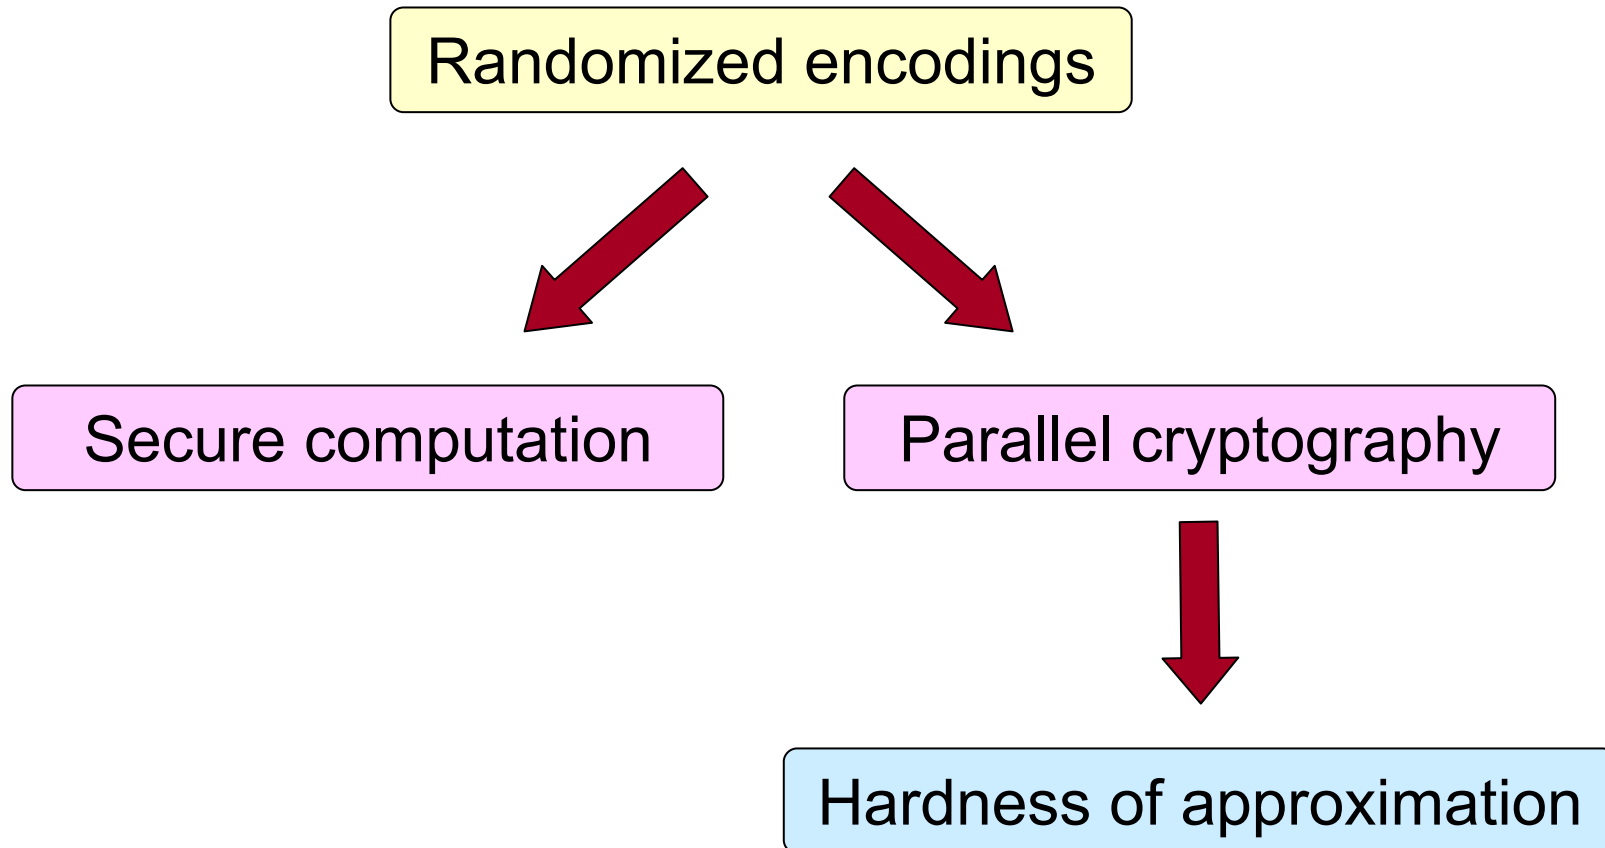 Randomized encodings
Secure computation
Parallel cryptography
Hardness of approximation